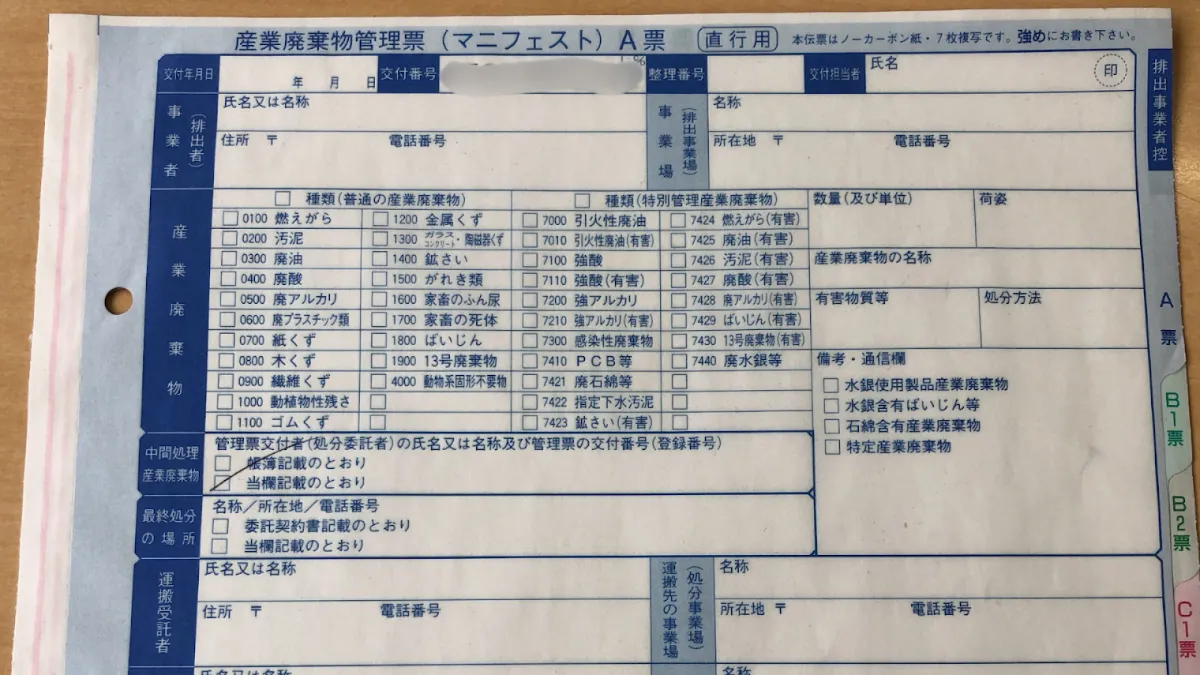 産業廃棄物管理票(マニフェスト)A票 直行用 本伝票はノーカーボン紙・7枚複写です。強めにお書き下さい。
交付年月日 年 月 日 交付番号 整理番号 交付担当者 氏名 印
排出事業者控
事業者(排出者) 氏名又は名称
住所 〒 電話番号
事業場(排出事業場) 名称
所在地 〒 電話番号
産業廃棄物
種類(普通の産業廃棄物) 種類(特別管理産業廃棄物)
0100 燃えがら 1200 金属くず 7000 引火性廃油 7424 燃えがら(有害)
0200 汚泥 1300 ガラス・コンクリート・陶磁器くず 7010 引火性廃油(有害) 7425 廃油(有害)
0300 廃油 1400 鉱さい 7100 強酸 7426 汚泥(有害)
0400 廃酸 1500 がれき類 7110 強酸(有害) 7427 廃酸(有害)
0500 廃アルカリ 1600 家畜のふん尿 7200 強アルカリ 7428 廃アルカリ(有害)
0600 廃プラスチック類 1700 家畜の死体 7210 強アルカリ(有害) 7429 ばいじん(有害)
0700 紙くず 1800 ばいじん 7300 感染性廃棄物 7430 13号廃棄物(有害)
0800 木くず 1900 13号廃棄物 7410 PCB等 7440 廃水銀等
0900 繊維くず 4000 動物系固形不要物 7421 廃石綿等
1000 動植物性残さ 7422 指定下水汚泥
1100 ゴムくず 7423 鉱さい(有害)
数量(及び単位) 荷姿
産業廃棄物の名称
有害物質等 処分方法
備考・通信欄
水銀使用製品産業廃棄物
水銀含有ばいじん等
石綿含有産業廃棄物
特定産業廃棄物
中間処理産業廃棄物
管理票交付者(処分委託者)の氏名又は名称及び管理票の交付番号(登録番号)
帳簿記載のとおり
当欄記載のとおり
最終処分の場所
名称/所在地/電話番号
委託契約書記載のとおり
当欄記載のとおり
運搬受託者 氏名又は名称
住所 〒 電話番号
運搬先の事業場(処分事業場) 名称
所在地 〒 電話番号
氏名又は名称 名称
A票
B1票
B2票
C1票